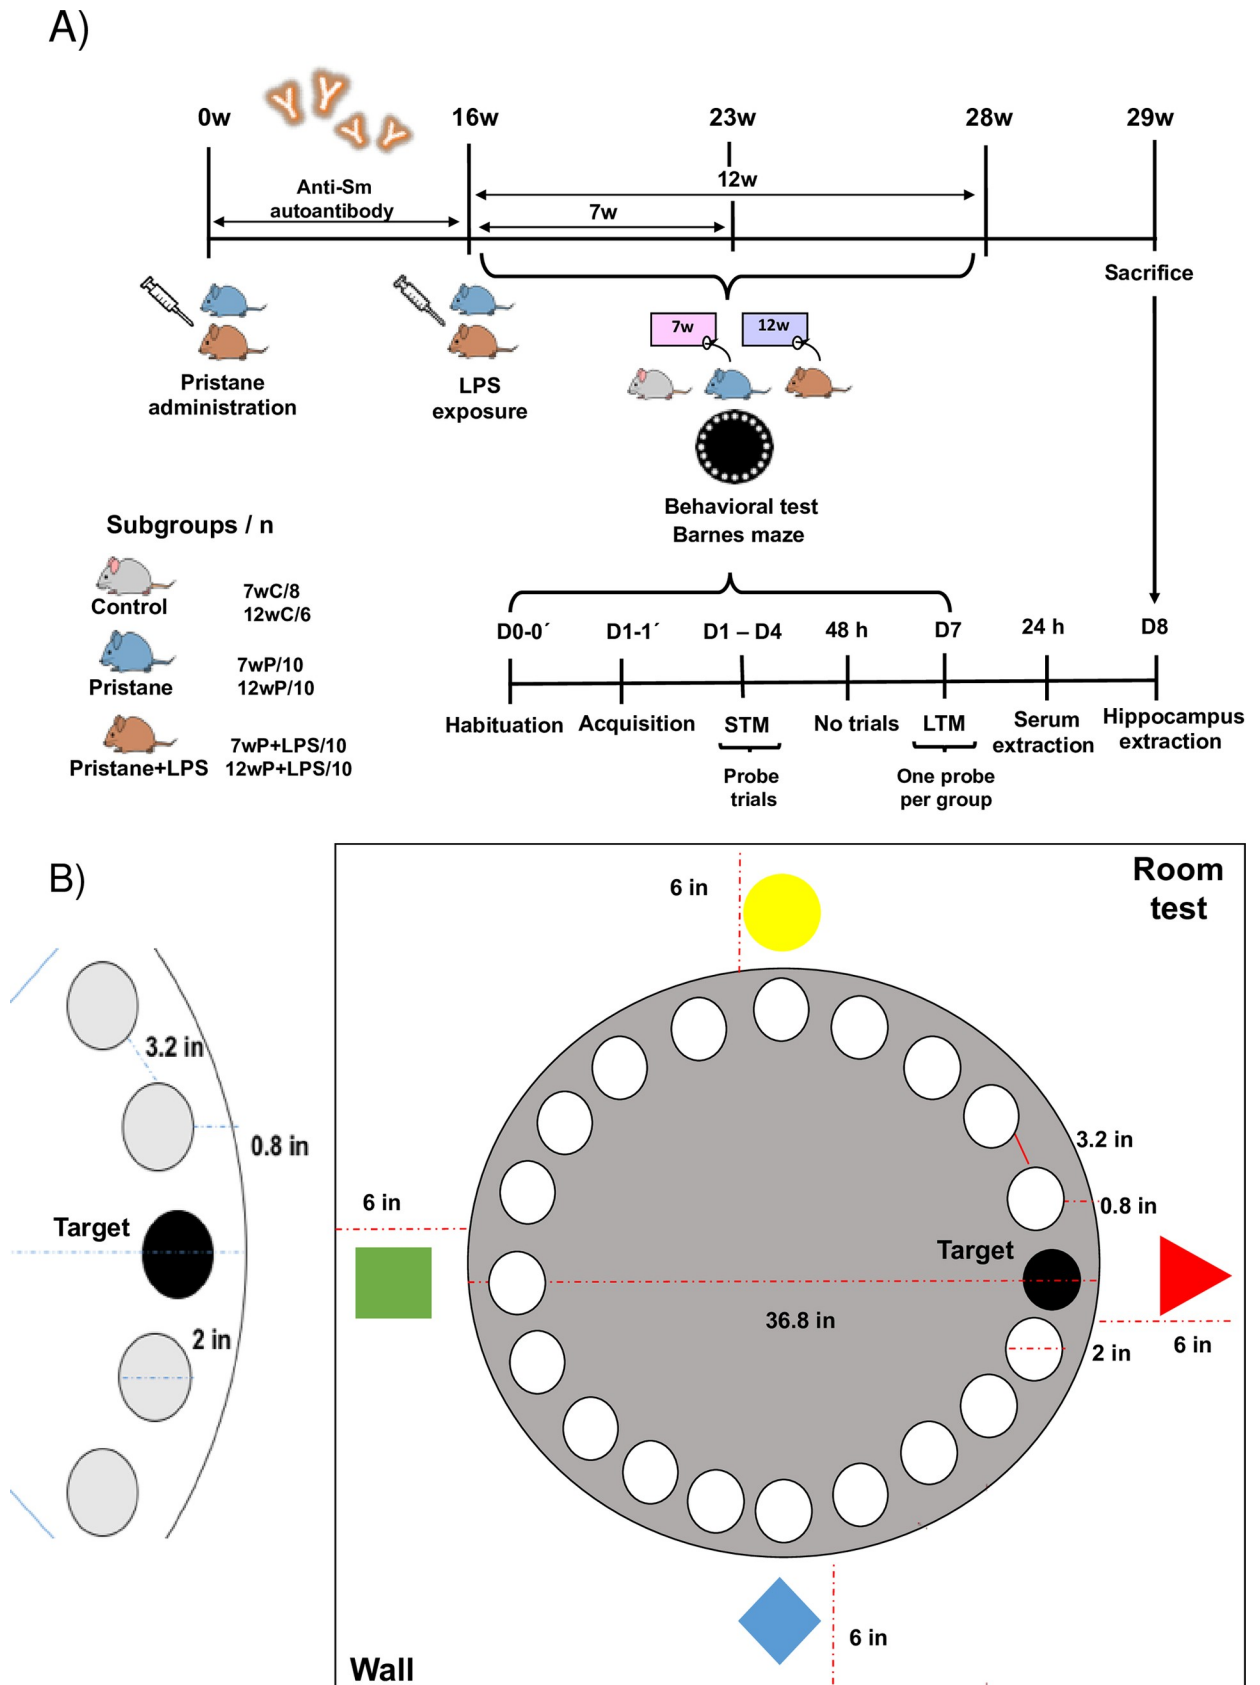 A)
0w
16w
23w
28w
29w
Anti-Sm
autoantibody
12w
7w
Sacrifice
7w
12w
Pristane
administration
LPS
exposure
Behavioral test
Barnes maze
Subgroups / n
Control
7wC/8
12wC/6
Pristane
7wP/10
12wP/10
Pristane+LPS
7wP+LPS/10
12wP+LPS/10
D0-0´
D1-1´
D1 – D4
48 h
D7
24 h
D8
Habituation
Acquisition
STM
No trials
LTM
Serum
extraction
Hippocampus
extraction
Probe
trials
One probe
per group
B)
3.2 in
0.8 in
Target
2 in
Room
test
6 in
3.2 in
6 in
0.8 in
Target
36.8 in
2 in
6 in
6 in
Wall